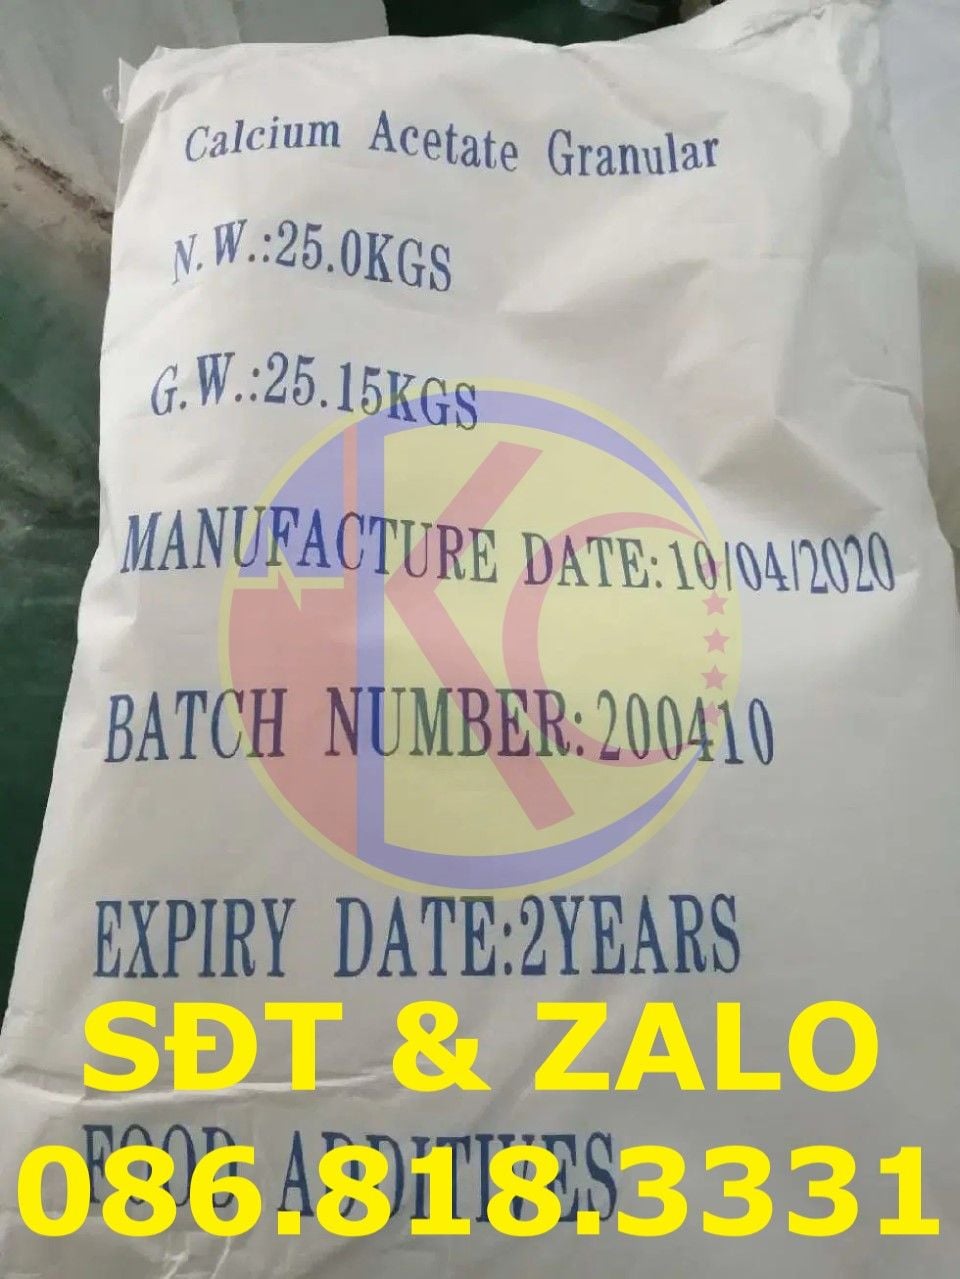 Calcium Acetate Granular
N.W.:25.0KGS
G.W.:25.15KGS
MANUFACTURE DATE:10/04/2020
BATCH NUMBER:200410
EXPIRY DATE:2YEARS
SĐT & ZALO
FOOD ADDITIVES
086.818.3331